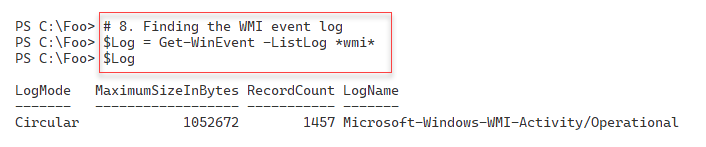 PS C:\Foo> # 8. Finding the WMI event log
PS C:\Foo> $Log = Get-WinEvent -ListLog *wmi*
PS C:\Foo> $Log
LogMode   MaximumSizeInBytes RecordCount LogName
-------   ------------------ ----------- -------
Circular             1052672        1457 Microsoft-Windows-WMI-Activity/Operational